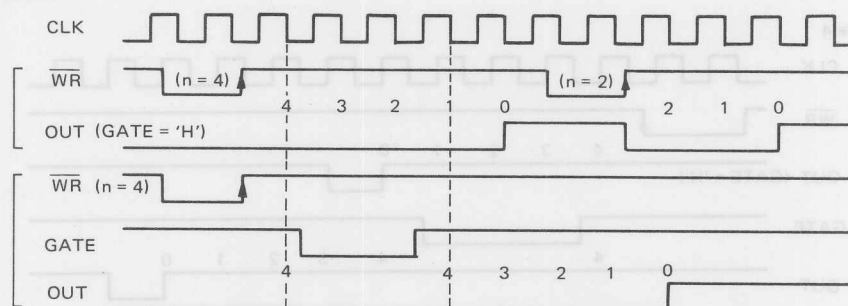 CLK
WR (n = 4) (n = 2)
4 3 2 1 0 2 1 0
OUT (GATE = 'H')
WR (n = 4)
GATE
4 4 3 2 1 0
OUT